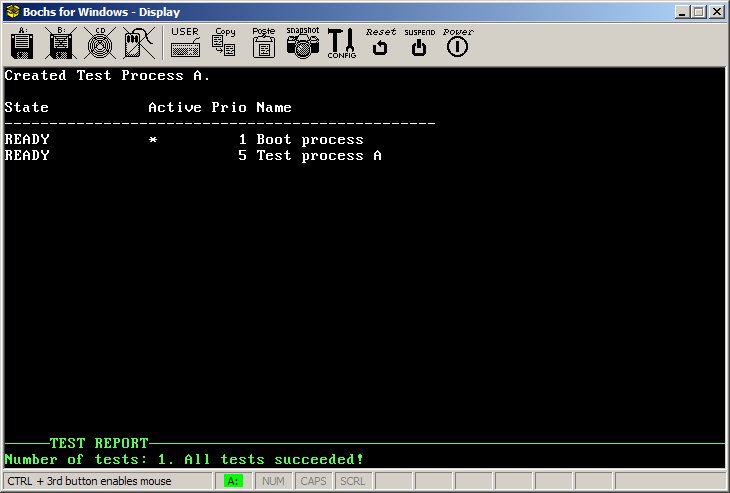 Bochs for Windows - Display
A: B: CD USER Copy Paste snapshot CONFIG Reset SUSPEND Power
Created Test Process A.
State Active Prio Name
------------------------------------------------
READY * 1 Boot process
READY 5 Test process A
TEST REPORT
Number of tests: 1. All tests succeeded!
CTRL + 3rd button enables mouse A: NUM CAPS SCRL